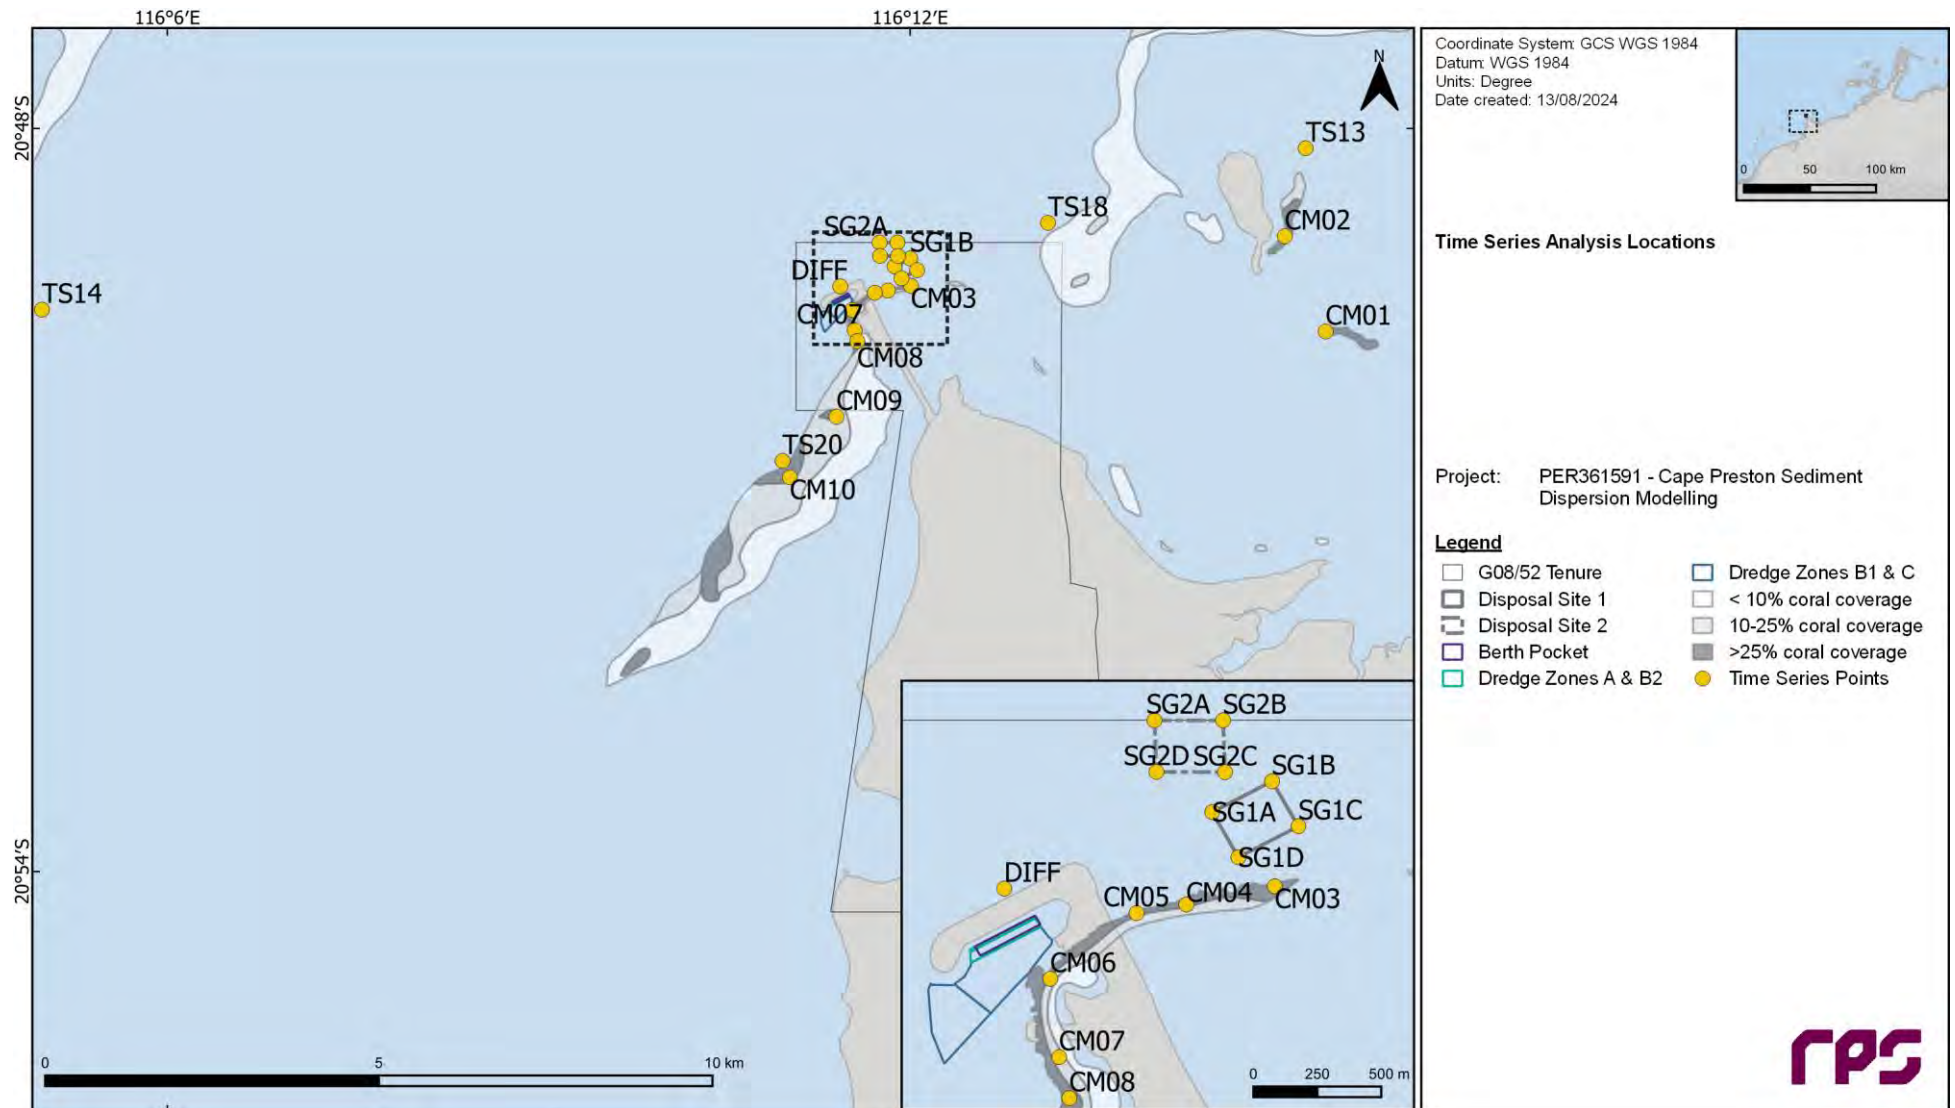 116°6'E
116°12'E
20°48'S
20°54'S
N
TS13
CM02
TS18
SG2A
SG1B
DIFF
CM03
TS14
CM07
CM01
CM08
CM09
TS20
CM10
0 5 10 km
SG2A
SG2B
SG2D
SG2C
SG1B
SG1A
SG1C
SG1D
DIFF
CM05
CM04
CM03
CM06
CM07
CM08
0 250 500 m
Coordinate System: GCS WGS 1984
Datum: WGS 1984
Units: Degree
Date created: 13/08/2024
0 50 100 km
Time Series Analysis Locations
Project: PER361591 - Cape Preston Sediment
Dispersion Modelling
Legend
G08/52 Tenure
Disposal Site 1
Disposal Site 2
Berth Pocket
Dredge Zones A & B2
Dredge Zones B1 & C
< 10% coral coverage
10-25% coral coverage
>25% coral coverage
Time Series Points
rps